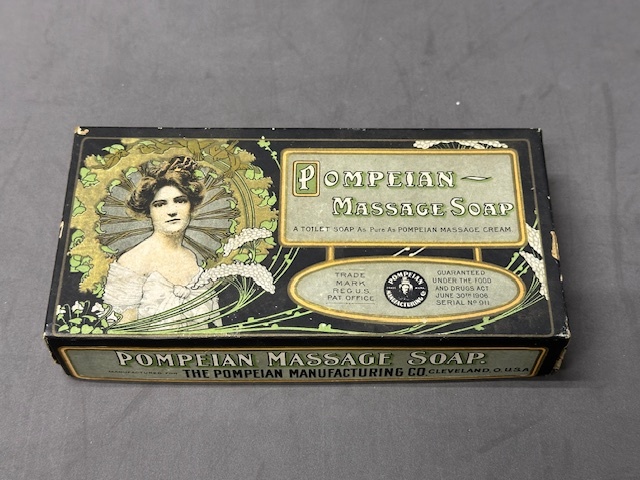 POMPEIAN
MASSAGE SOAP
A TOILET SOAP As Pure As POMPEIAN MASSAGE CREAM.
TRADE
MARK
REG. U.S.
PAT OFFICE
POMPEIAN
MANUFACTURING CO.
GUARANTEED
UNDER THE FOOD
AND DRUGS ACT
JUNE 30TH 1906
SERIAL No 911.
POMPEIAN MASSAGE SOAP.
MANUFACTURED FOR THE POMPEIAN MANUFACTURING CO. CLEVELAND, O. U.S.A.